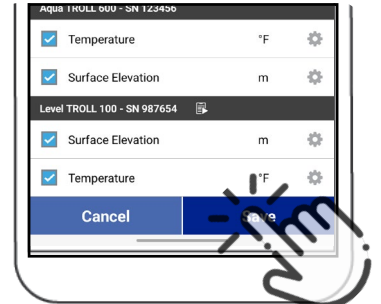 Aqua TROLL 600 - SN 123456
Temperature °F
Surface Elevation m
Level TROLL 100 - SN 987654
Surface Elevation m
Temperature °F
Cancel Save